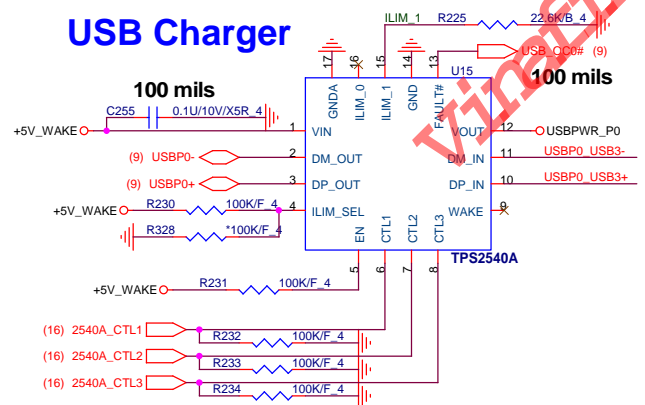 USB Charger
ILIM_1 R225 22.6K/B_4
USB_OC0# (9)
17 16 15 14 13
U15
100 mils
100 mils
GNDA ILIM_0 ILIM_1 GND FAULT#
C255 0.1U/10V/X5R_4
+5V_WAKE 1 VIN VOUT 12 USBPWR_P0
(9) USBP0- 2 DM_OUT DM_IN 11 USBP0_USB3-
(9) USBP0+ 3 DP_OUT DP_IN 10 USBP0_USB3+
+5V_WAKE R230 100K/F_4 4 ILIM_SEL WAKE 9
R328 *100K/F_4
EN CTL1 CTL2 CTL3
TPS2540A
5 6 7 8
+5V_WAKE R231 100K/F_4
(16) 2540A_CTL1
R232 100K/F_4
(16) 2540A_CTL2
R233 100K/F_4
(16) 2540A_CTL3
R234 100K/F_4